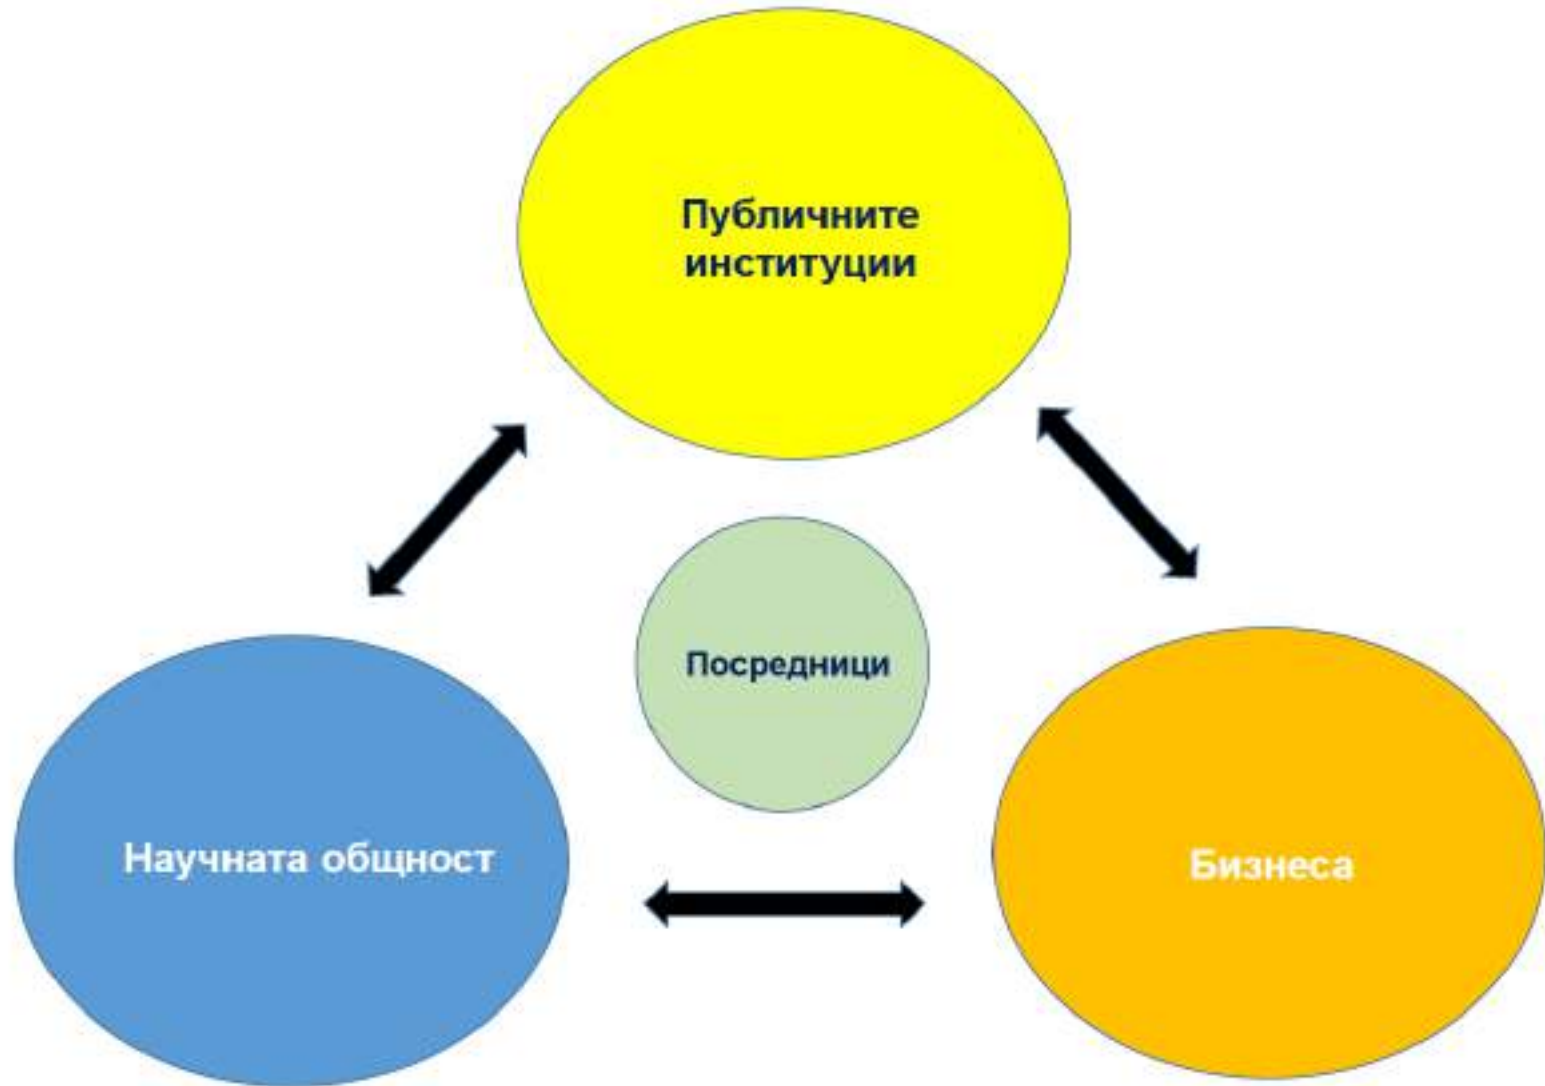 Публичните
институции
Посредници
Научната общност
Бизнеса